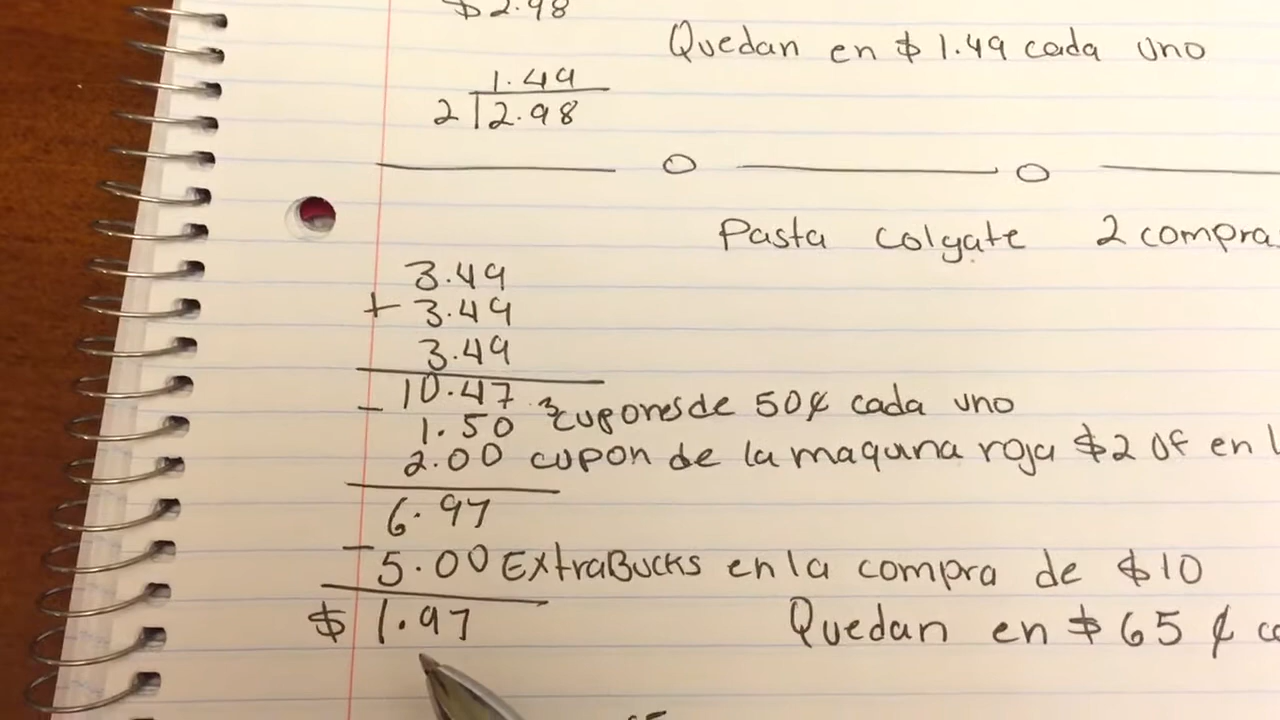 $2.98
Quedan en $ 1.49 cada uno
1.49
2 2.98
Pasta colgate 2 compra
3.49
+ 3.49
3.49
10.47
- 1.50 3 cupones de 50¢ cada uno
2.00 cupon de la maquina roja $2 of en l
6.97
- 5.00 ExtraBucks en la compra de $10
$ 1.97
Quedan en $ 65 ¢ ca